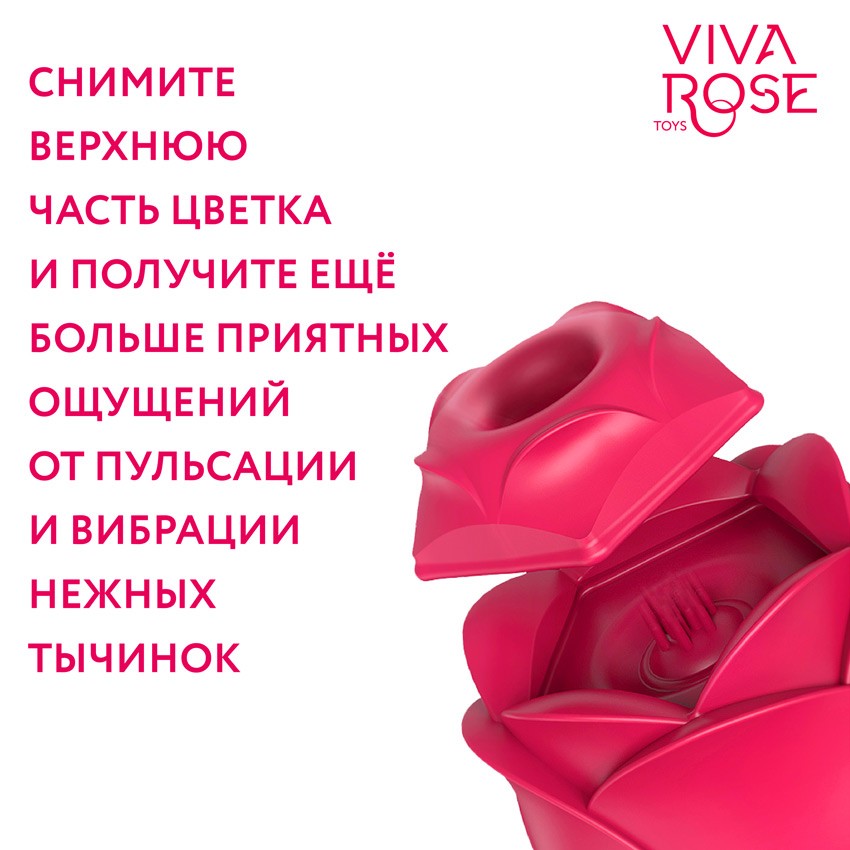 СНИМИТЕ
ВЕРХНЮЮ
ЧАСТЬ ЦВЕТКА
И ПОЛУЧИТЕ ЕЩЁ
БОЛЬШЕ ПРИЯТНЫХ
ОЩУЩЕНИЙ
ОТ ПУЛЬСАЦИИ
И ВИБРАЦИИ
НЕЖНЫХ
ТЫЧИНОК
VIVA
ROSE
TOYS